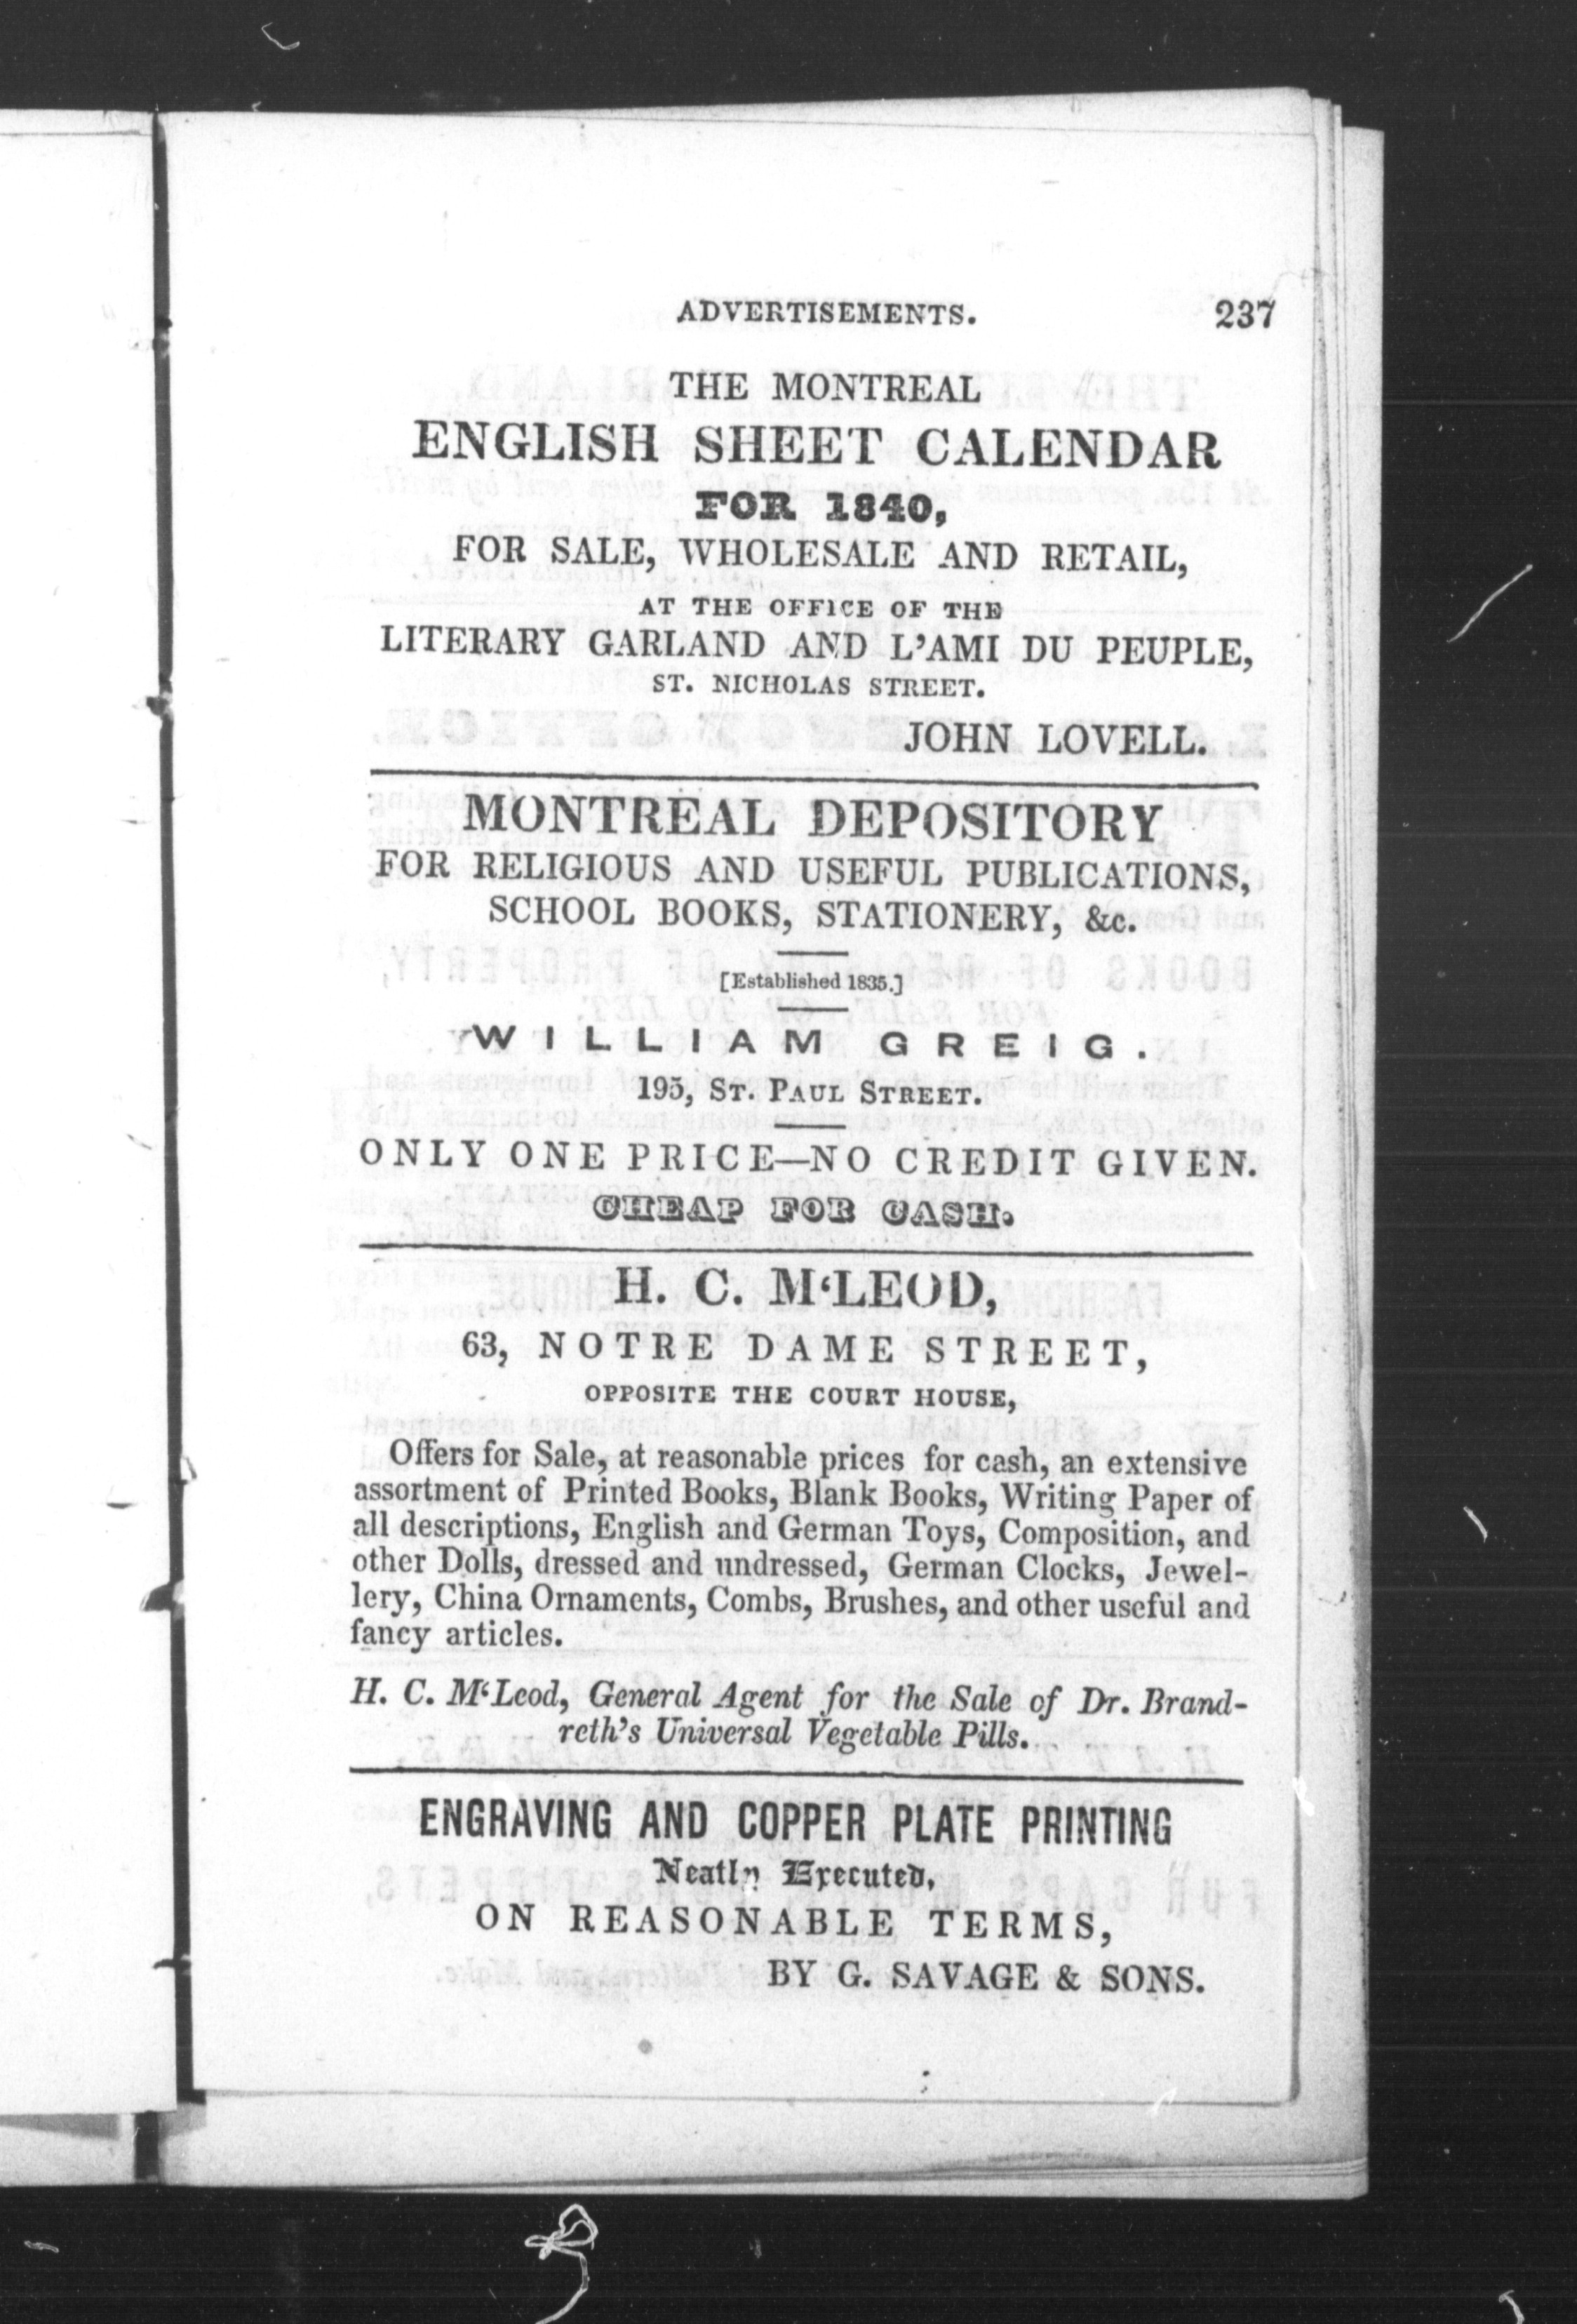 ADVERTISEMENTS. 237
THE MONTREAL
ENGLISH SHEET CALENDAR
FOR 1840,
FOR SALE, WHOLESALE AND RETAIL,
AT THE OFFICE OF THE
LITERARY GARLAND AND L'AMI DU PEUPLE,
ST. NICHOLAS STREET.
JOHN LOVELL.
MONTREAL DEPOSITORY
FOR RELIGIOUS AND USEFUL PUBLICATIONS,
SCHOOL BOOKS, STATIONERY, &c.
[Established 1835.]
WILLIAM GREIG.
195, ST. PAUL STREET.
ONLY ONE PRICE—NO CREDIT GIVEN.
CHEAP FOR CASH.
H. C. M‘LEOD,
63, NOTRE DAME STREET,
OPPOSITE THE COURT HOUSE,
Offers for Sale, at reasonable prices for cash, an extensive
assortment of Printed Books, Blank Books, Writing Paper of
all descriptions, English and German Toys, Composition, and
other Dolls, dressed and undressed, German Clocks, Jewel-
lery, China Ornaments, Combs, Brushes, and other useful and
fancy articles.
H. C. M‘Leod, General Agent for the Sale of Dr. Brand-
reth's Universal Vegetable Pills.
ENGRAVING AND COPPER PLATE PRINTING
Neatly Executed,
ON REASONABLE TERMS,
BY G. SAVAGE & SONS.